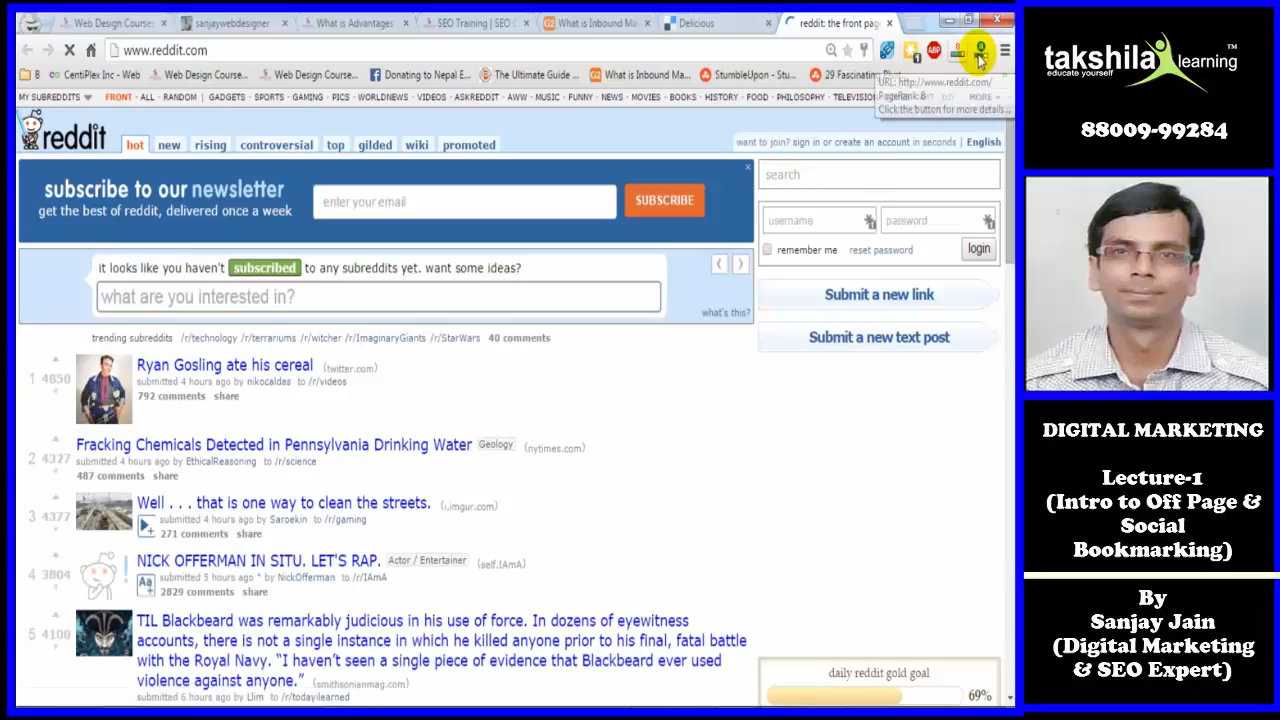 Web Design Course
sanjaywebdesigner
What is Advantages
SEO Training | SEO C
What is Inbound Ma
Delicious
reddit: the front pag
www.reddit.com
B
CentiPlex Inc - Web
Web Design Course...
Web Design Course...
Donating to Nepal E...
The Ultimate Guide ...
What is Inbound M...
StumbleUpon - Stu...
29 Fascinating
URL: http://www.reddit.com/
PageRank: 8
Click the button for more details...
MY SUBREDDITS FRONT - ALL - RANDOM | GADGETS - SPORTS - GAMING - PICS - WORLDNEWS - VIDEOS - ASKREDDIT - AWW - MUSIC - FUNNY - NEWS - MOVIES - BOOKS - HISTORY - FOOD - PHILOSOPHY - TELEVISION
MORE
reddit hot new rising controversial top gilded wiki promoted
want to join? sign in or create an account in seconds | English
subscribe to our newsletter
get the best of reddit, delivered once a week
enter your email
SUBSCRIBE
it looks like you haven't subscribed to any subreddits yet. want some ideas?
what are you interested in?
what's this?
search
username
password
remember me reset password login
Submit a new link
Submit a new text post
trending subreddits /r/technology /r/terrariums /r/witcher /r/ImaginaryGiants /r/StarWars 40 comments
1 4850 Ryan Gosling ate his cereal (twitter.com)
submitted 4 hours ago by nikocaldas to /r/videos
792 comments share
2 4327 Fracking Chemicals Detected in Pennsylvania Drinking Water Geology (nytimes.com)
submitted 4 hours ago by EthicalReasoning to /r/science
487 comments share
3 4377 Well . . . that is one way to clean the streets. (i.imgur.com)
submitted 4 hours ago by Saroekin to /r/gaming
271 comments share
4 3804 NICK OFFERMAN IN SITU. LET'S RAP. Actor / Entertainer (self.IAmA)
Aa submitted 5 hours ago * by NickOfferman to /r/IAmA
2829 comments share
5 4100 TIL Blackbeard was remarkably judicious in his use of force. In dozens of eyewitness
accounts, there is not a single instance in which he killed anyone prior to his final, fatal battle
with the Royal Navy. “I haven’t seen a single piece of evidence that Blackbeard ever used
violence against anyone.” (smithsonianmag.com)
submitted 6 hours ago by Llim to /r/todayilearned
daily reddit gold goal
69%
takshila learning ™
educate yourself
88009-99284
DIGITAL MARKETING
Lecture-1
(Intro to Off Page &
Social
Bookmarking)
By
Sanjay Jain
(Digital Marketing
& SEO Expert)